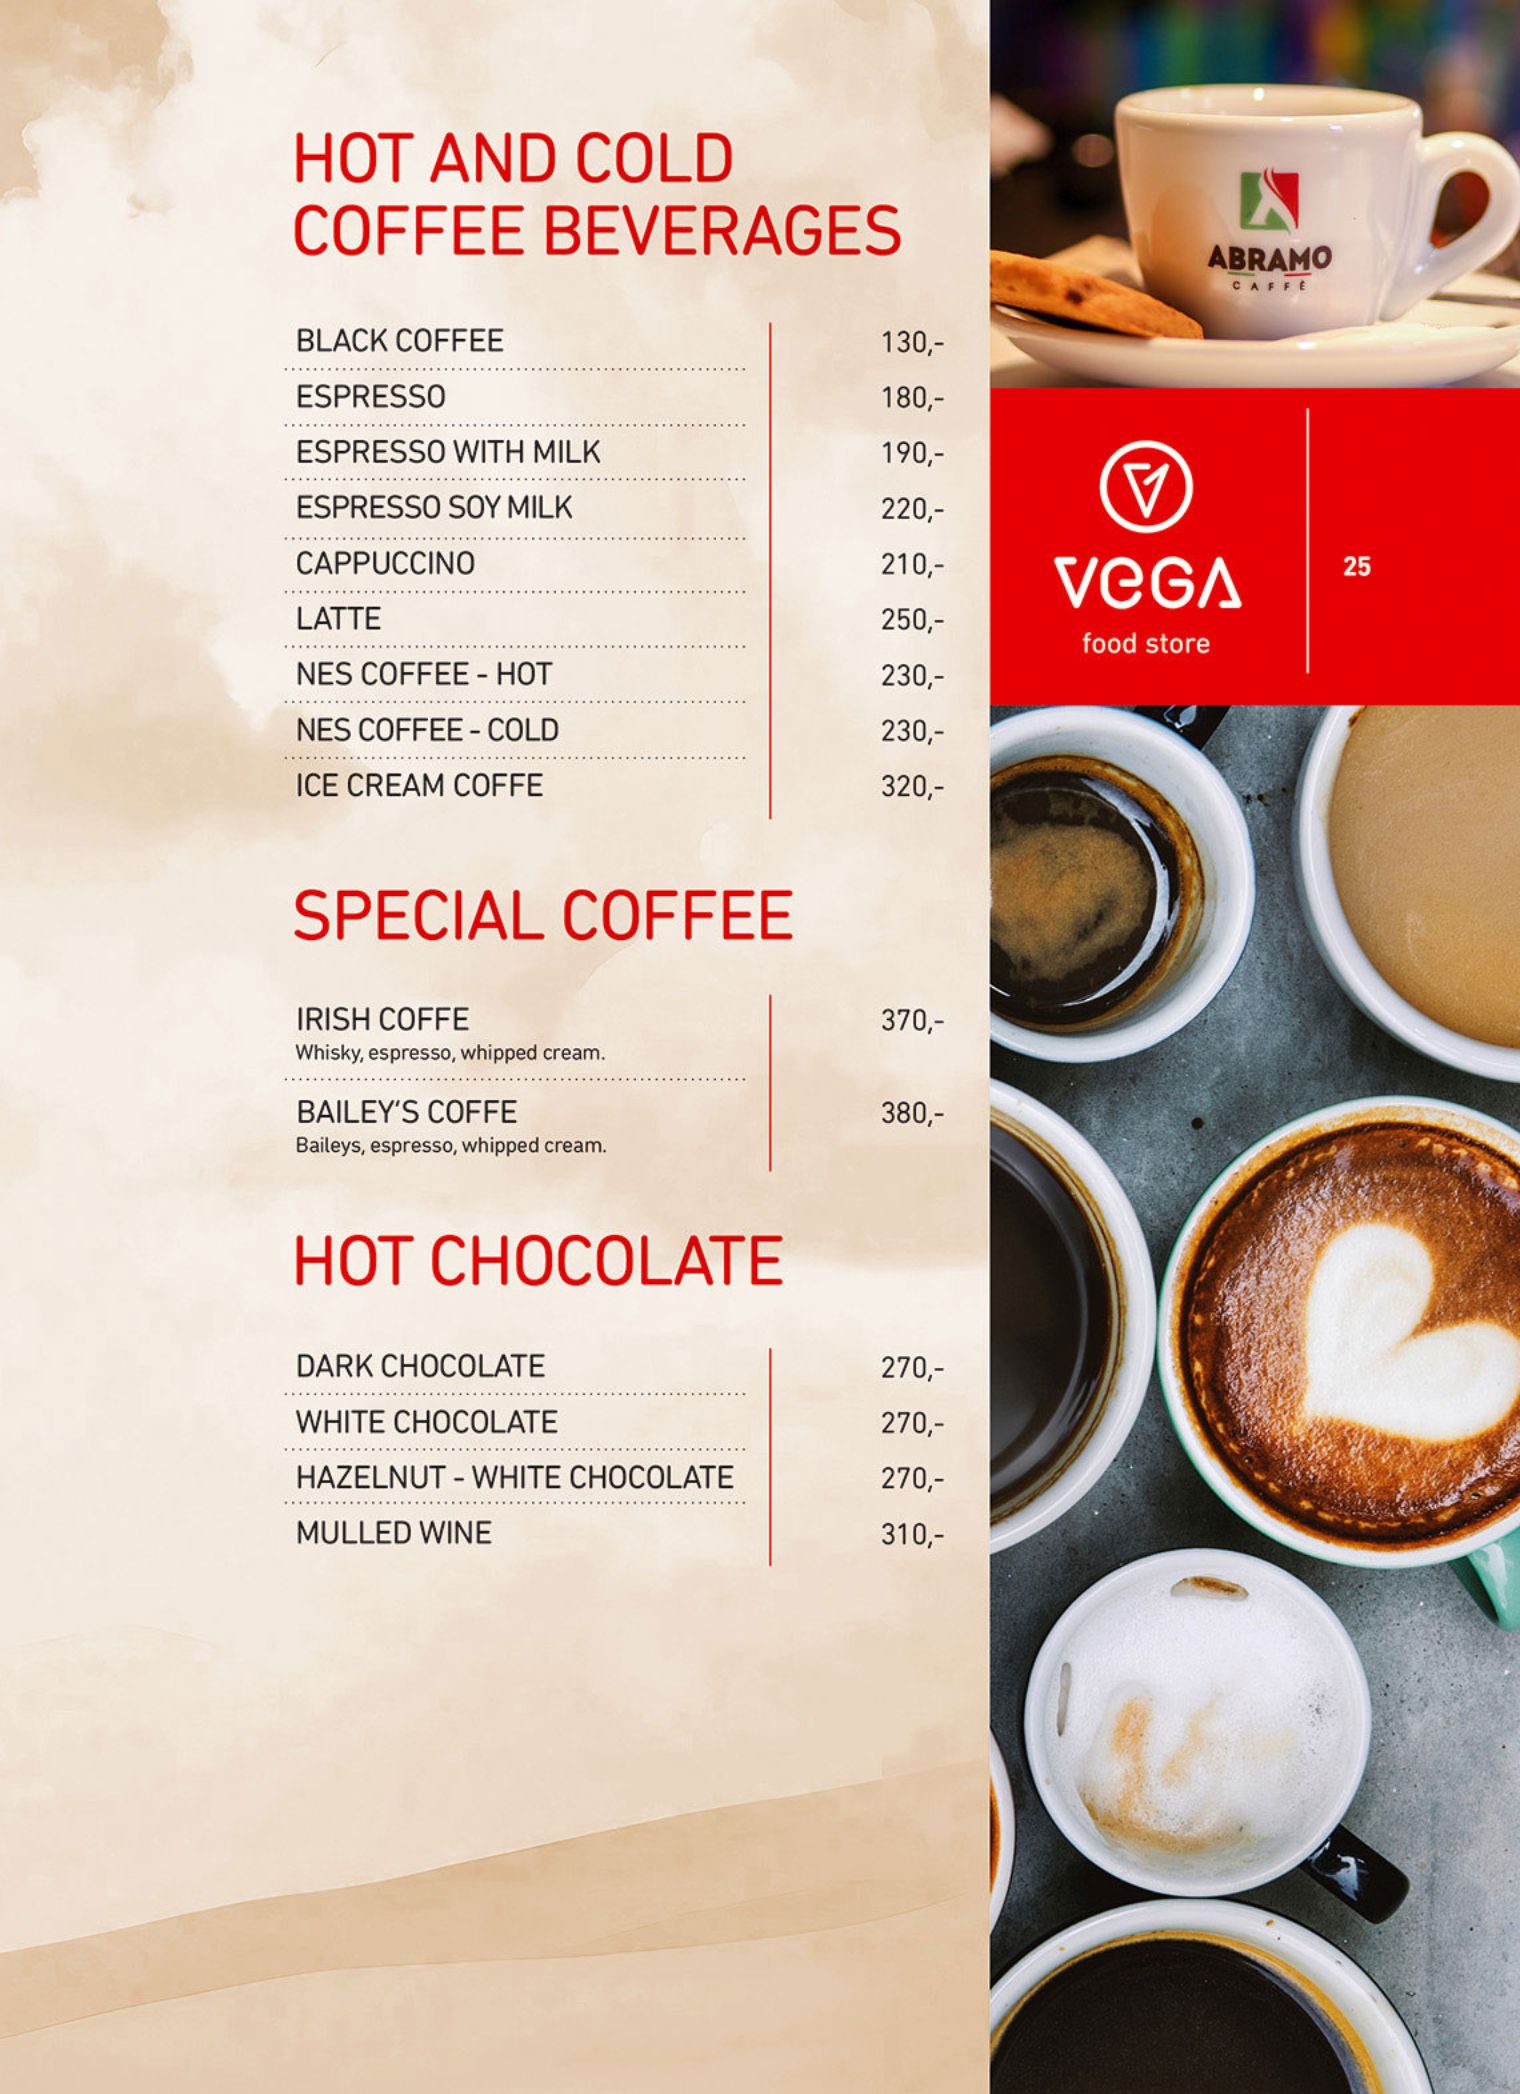 HOT AND COLD
COFFEE BEVERAGES
BLACK COFFEE 130,-
ESPRESSO 180,-
ESPRESSO WITH MILK 190,-
ESPRESSO SOY MILK 220,-
CAPPUCCINO 210,-
LATTE 250,-
NES COFFEE - HOT 230,-
NES COFFEE - COLD 230,-
ICE CREAM COFFE 320,-
SPECIAL COFFEE
IRISH COFFE 370,-
Whisky, espresso, whipped cream.
BAILEY'S COFFE 380,-
Baileys, espresso, whipped cream.
HOT CHOCOLATE
DARK CHOCOLATE 270,-
WHITE CHOCOLATE 270,-
HAZELNUT - WHITE CHOCOLATE 270,-
MULLED WINE 310,-
ABRAMO
CAFFÈ
VEGA
food store
25